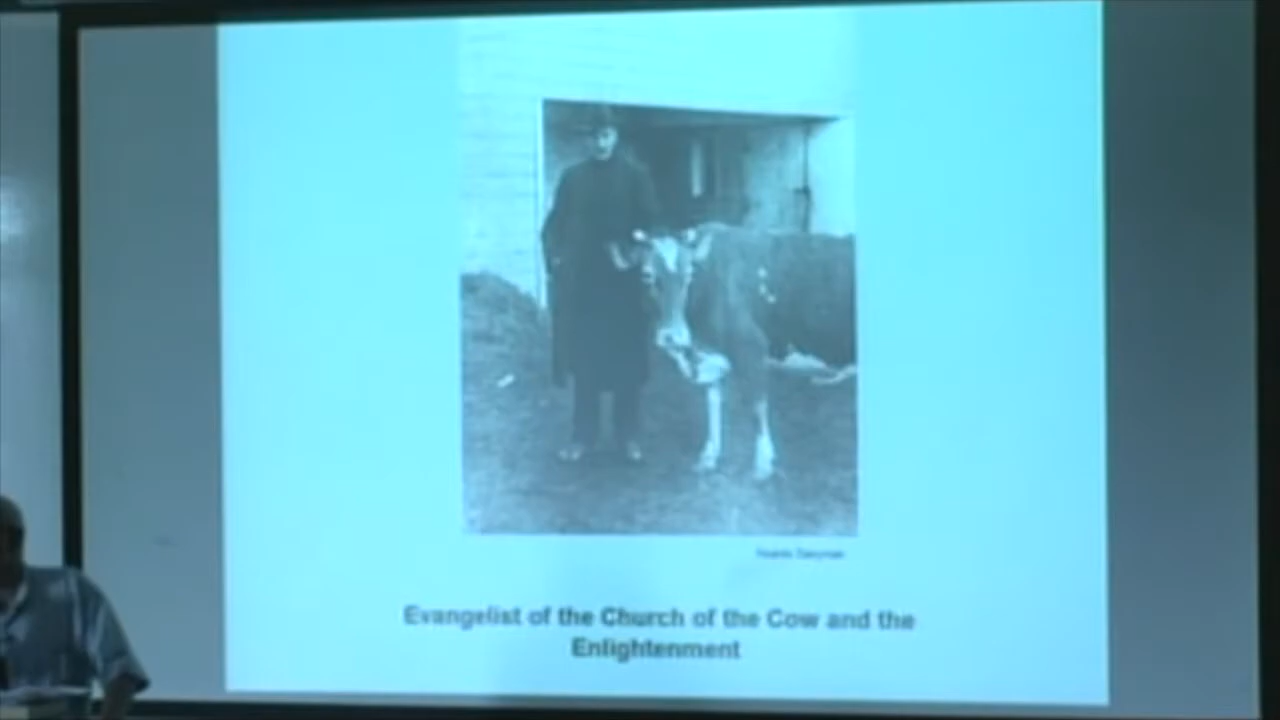 Evangelist of the Church of the Cow and the
Enlightenment